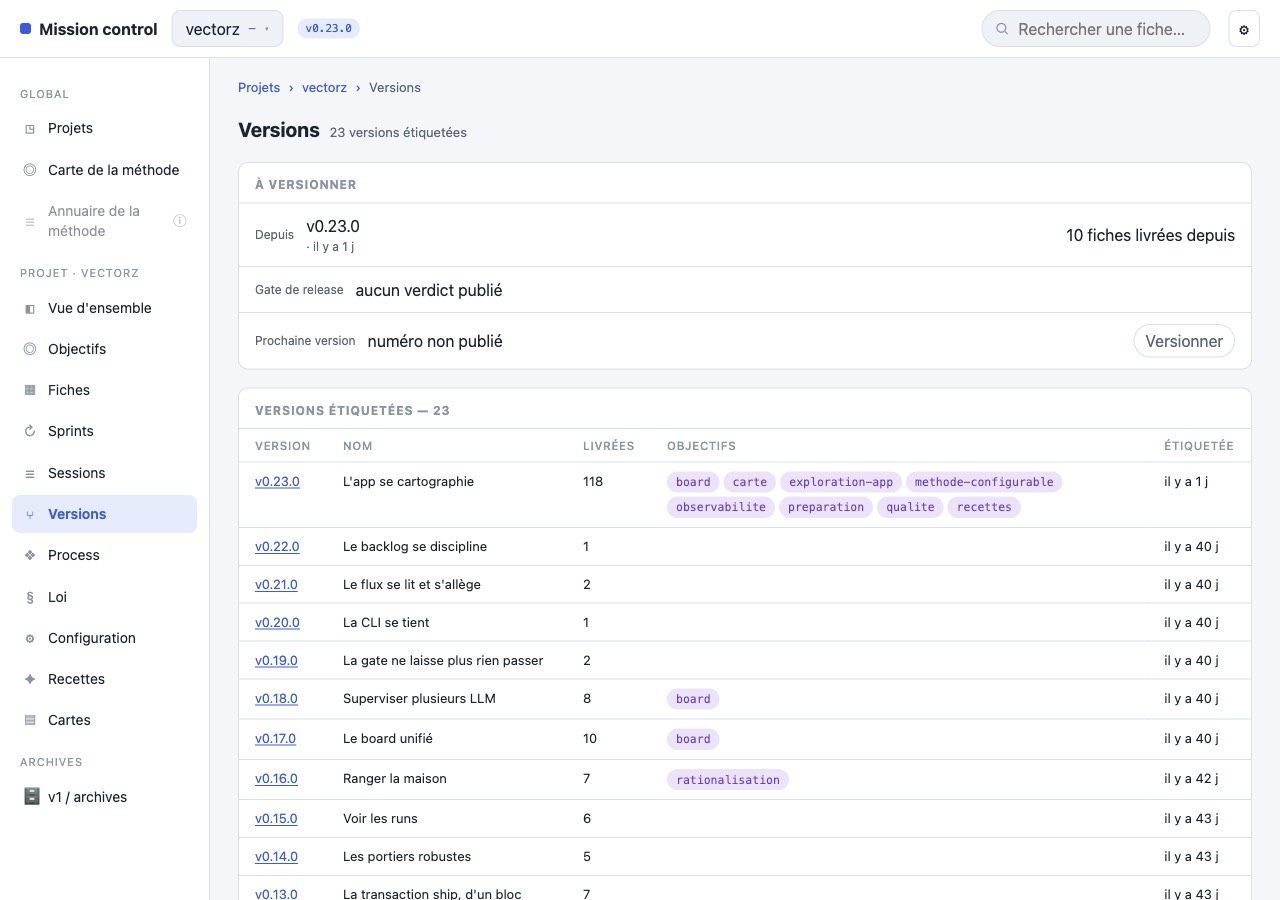 Mission control
vectorz –
v0.23.0
Rechercher une fiche...
GLOBAL
Projets
Carte de la méthode
Annuaire de la
méthode
PROJET · VECTORZ
Vue d'ensemble
Objectifs
Fiches
Sprints
Sessions
Versions
Process
§ Loi
Configuration
Recettes
Cartes
ARCHIVES
v1 / archives
Projets › vectorz › Versions
Versions 23 versions étiquetées
À VERSIONNER
Depuis v0.23.0
· il y a 1 j
10 fiches livrées depuis
Gate de release aucun verdict publié
Prochaine version numéro non publié
Versionner
VERSIONS ÉTIQUETÉES — 23
VERSION NOM LIVRÉES OBJECTIFS ÉTIQUETÉE
v0.23.0 L'app se cartographie 118 board carte exploration-app methode-configurable il y a 1 j
observabilite preparation qualite recettes
v0.22.0 Le backlog se discipline 1 il y a 40 j
v0.21.0 Le flux se lit et s'allège 2 il y a 40 j
v0.20.0 La CLI se tient 1 il y a 40 j
v0.19.0 La gate ne laisse plus rien passer 2 il y a 40 j
v0.18.0 Superviser plusieurs LLM 8 board il y a 40 j
v0.17.0 Le board unifié 10 board il y a 40 j
v0.16.0 Ranger la maison 7 rationalisation il y a 42 j
v0.15.0 Voir les runs 6 il y a 43 j
v0.14.0 Les portiers robustes 5 il y a 43 j
v0.13.0 La transaction ship, d'un bloc 7 il y a 43 j